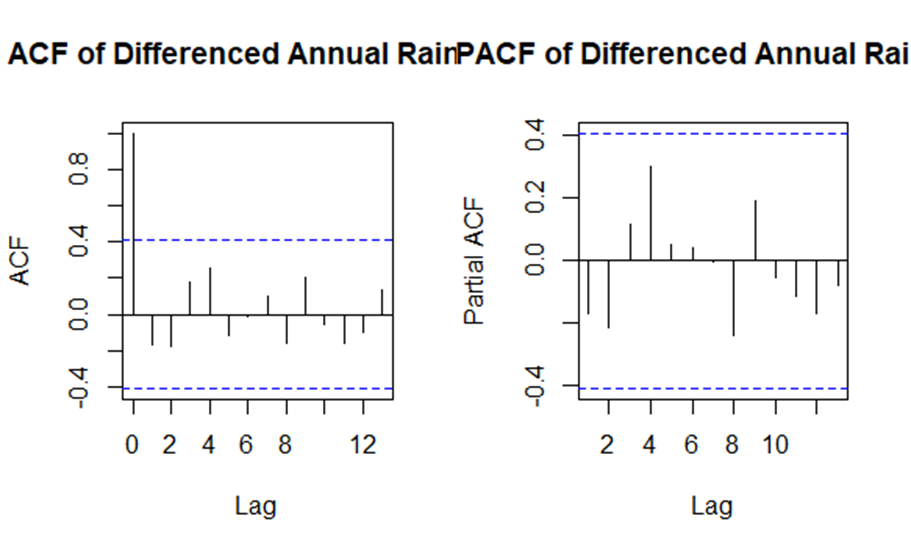 ACF of Differenced Annual Rain
PACF of Differenced Annual Rai
ACF
0.8
0.4
0.0
-0.4
0 2 4 6 8 12
Lag
Partial ACF
0.4
0.2
0.0
-0.4
2 4 6 8 10
Lag